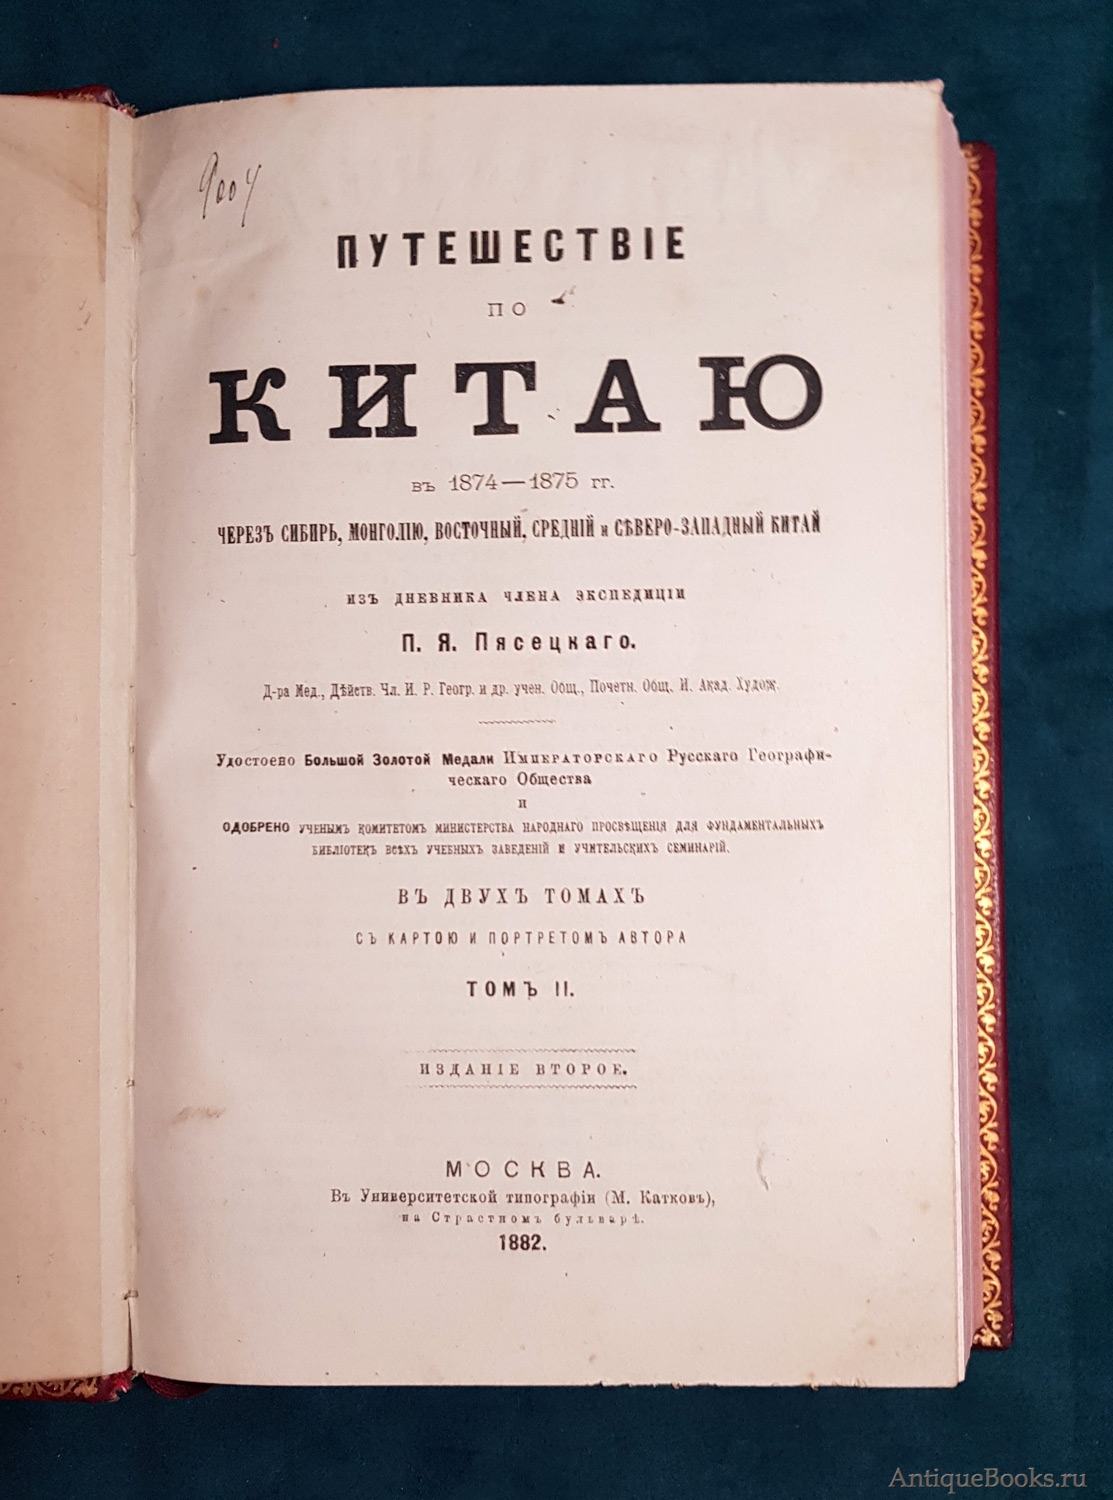 ПУТЕШЕСТВІЕ
ПО
КИТАЮ
въ 1874—1875 гг.
ЧЕРЕЗЪ СИБИРЬ, МОНГОЛІЮ, ВОСТОЧНЫЙ, СРЕДНІЙ и СѢВЕРО-ЗАПАДНЫЙ КИТАЙ
ИЗЪ ДНЕВНИКА ЧЛЕНА ЭКСПЕДИЦІИ
П. Я. Пясецкаго.
Д-ра Мед., Дѣйств. Чл. И. Р. Геогр. и др. учен. Общ., Почетн. Общ. И. Акад. Худож.
Удостоено Большой Золотой Медали Императорскаго Русскаго Географи-
ческаго Общества
и
ОДОБРЕНО УЧЕНЫМЪ КОМИТЕТОМЪ МИНИСТЕРСТВА НАРОДНАГО ПРОСВѢЩЕНІЯ ДЛЯ ФУНДАМЕНТАЛЬНЫХЪ
БИБЛІОТЕКЪ ВСѢХЪ УЧЕБНЫХЪ ЗАВЕДЕНІЙ И УЧИТЕЛЬСКИХЪ СЕМИНАРІЙ.
ВЪ ДВУХЪ ТОМАХЪ
СЪ КАРТОЮ И ПОРТРЕТОМЪ АВТОРА
ТОМЪ II.
ИЗДАНІЕ ВТОРОЕ.
МОСКВА.
Въ Университетской типографіи (М. Катковъ),
на Страстномъ бульварѣ.
1882.
AntiqueBooks.ru